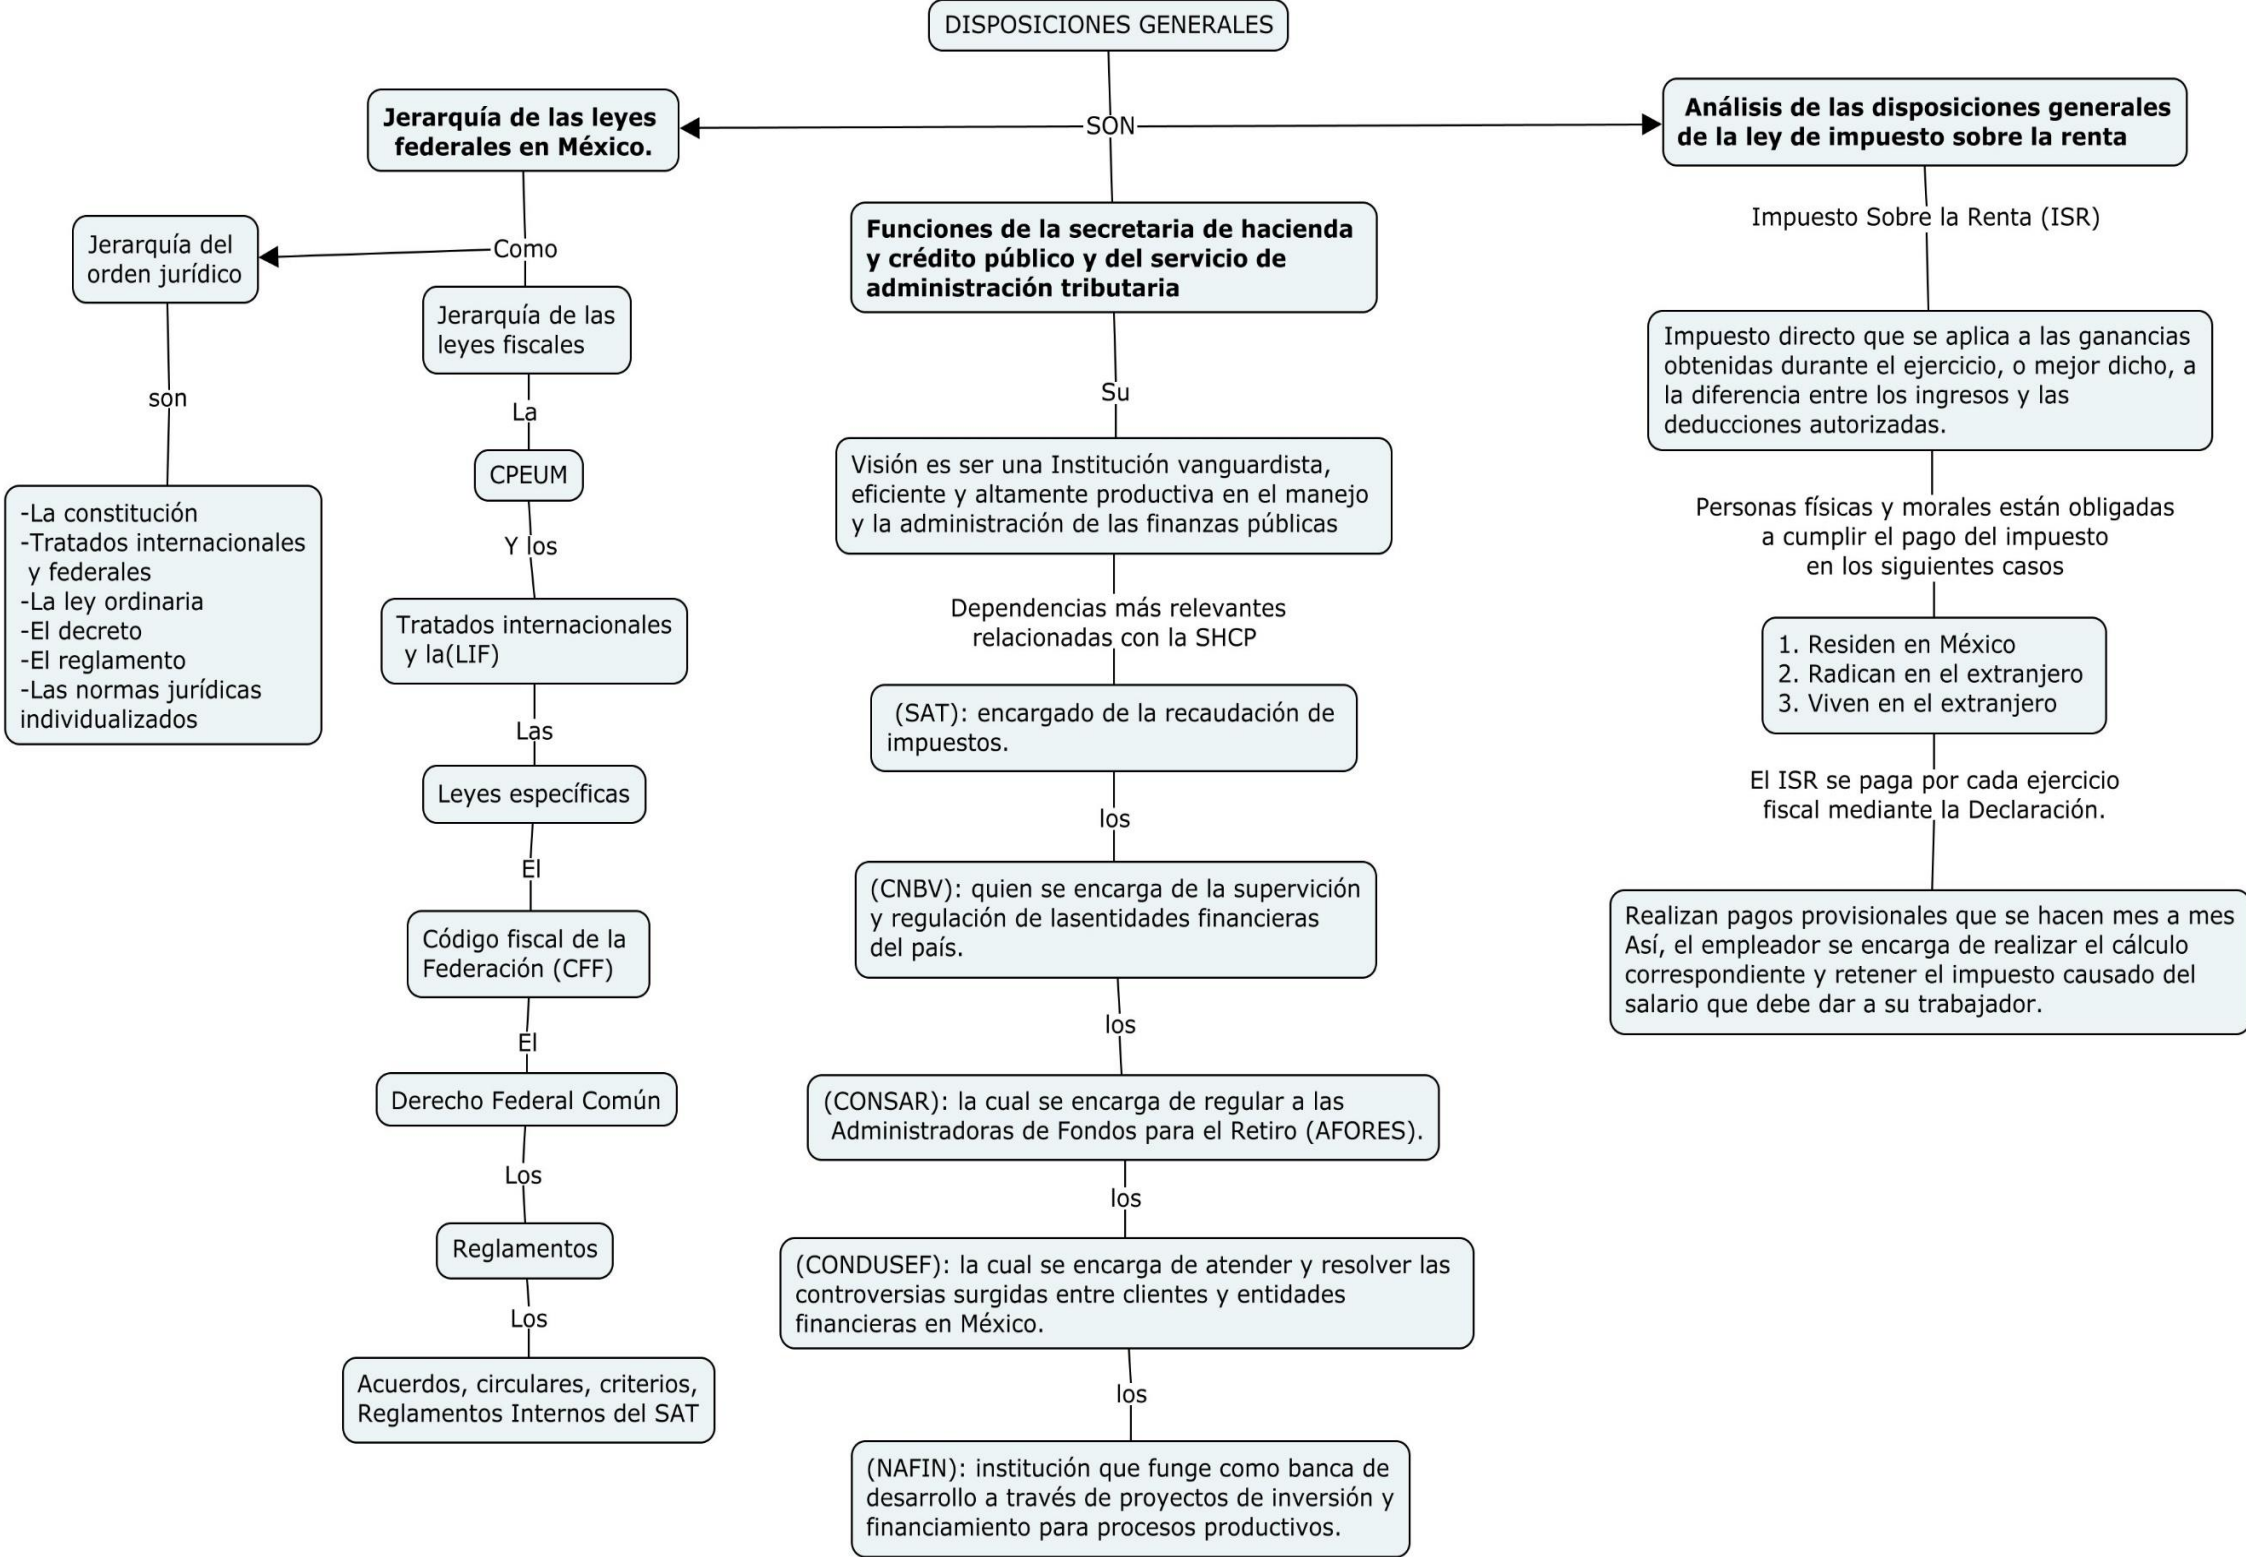 DISPOSICIONES GENERALES
SON
Jerarquía de las leyes
federales en México.
Como
Jerarquía del
orden jurídico
son
-La constitución
-Tratados internacionales
y federales
-La ley ordinaria
-El decreto
-El reglamento
-Las normas jurídicas
individualizados
Jerarquía de las
leyes fiscales
La
CPEUM
Y los
Tratados internacionales
y la(LIF)
Las
Leyes específicas
El
Código fiscal de la
Federación (CFF)
El
Derecho Federal Común
Los
Reglamentos
Los
Acuerdos, circulares, criterios,
Reglamentos Internos del SAT
Funciones de la secretaria de hacienda
y crédito público y del servicio de
administración tributaria
Su
Visión es ser una Institución vanguardista,
eficiente y altamente productiva en el manejo
y la administración de las finanzas públicas
Dependencias más relevantes
relacionadas con la SHCP
(SAT): encargado de la recaudación de
impuestos.
los
(CNBV): quien se encarga de la supervición
y regulación de lasentidades financieras
del país.
los
(CONSAR): la cual se encarga de regular a las
Administradoras de Fondos para el Retiro (AFORES).
los
(CONDUSEF): la cual se encarga de atender y resolver las
controversias surgidas entre clientes y entidades
financieras en México.
los
(NAFIN): institución que funge como banca de
desarrollo a través de proyectos de inversión y
financiamiento para procesos productivos.
Análisis de las disposiciones generales
de la ley de impuesto sobre la renta
Impuesto Sobre la Renta (ISR)
Impuesto directo que se aplica a las ganancias
obtenidas durante el ejercicio, o mejor dicho, a
la diferencia entre los ingresos y las
deducciones autorizadas.
Personas físicas y morales están obligadas
a cumplir el pago del impuesto
en los siguientes casos
1. Residen en México
2. Radican en el extranjero
3. Viven en el extranjero
El ISR se paga por cada ejercicio
fiscal mediante la Declaración.
Realizan pagos provisionales que se hacen mes a mes
Así, el empleador se encarga de realizar el cálculo
correspondiente y retener el impuesto causado del
salario que debe dar a su trabajador.